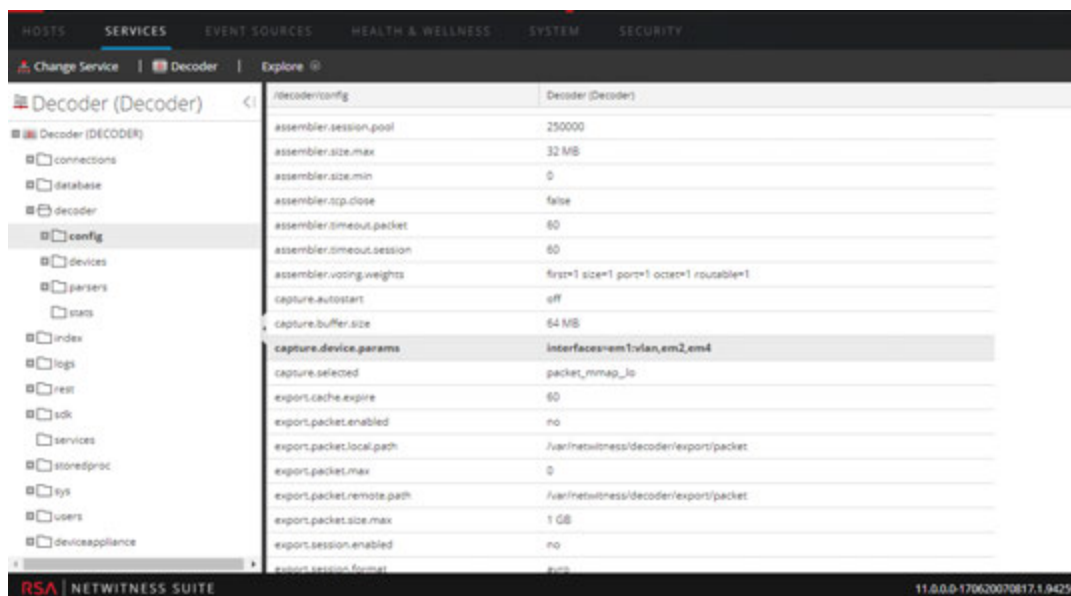 HOSTS SERVICES EVENT SOURCES HEALTH & WELLNESS SYSTEM SECURITY
Change Service | Decoder | Explore
Decoder (Decoder)
Decoder (DECODER)
connections
database
decoder
config
devices
parsers
stats
index
logs
rest
sdk
services
storedproc
sys
users
deviceappliance
/decoder/config Decoder (Decoder)
assembler.session.pool 250000
assembler.size.max 32 MB
assembler.size.min 0
assembler.tcp.close false
assembler.timeout.packet 60
assembler.timeout.session 60
assembler.voting.weights first=1 size=1 port=1 octet=1 routable=1
capture.autostart off
capture.buffer.size 64 MB
capture.device.params interfaces=em1:vlan,em2,em4
capture.selected packet_mmap_lo
export.cache.expire 60
export.packet.enabled no
export.packet.local.path /var/netwitness/decoder/export/packet
export.packet.max 0
export.packet.remote.path /var/netwitness/decoder/export/packet
export.packet.size.max 1 GB
export.session.enabled no
export.session.format avro
RSA NETWITNESS SUITE 11.0.0.0-170620070817.1.9425